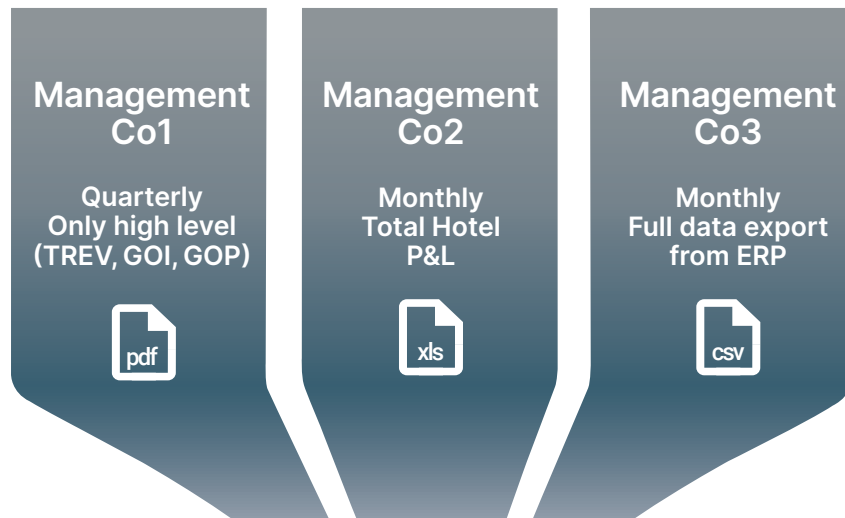 Management
Co1
Quarterly
Only high level
(TREV, GOI, GOP)
pdf
Management
Co2
Monthly
Total Hotel
P&L
xls
Management
Co3
Monthly
Full data export
from ERP
csv